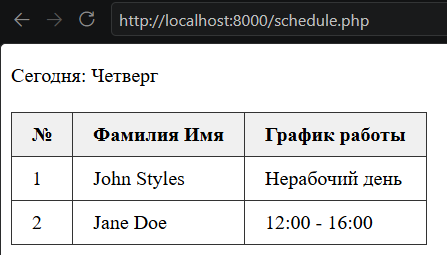 http://localhost:8000/schedule.php
Сегодня: Четверг
№ Фамилия Имя График работы
1 John Styles Нерабочий день
2 Jane Doe 12:00 - 16:00